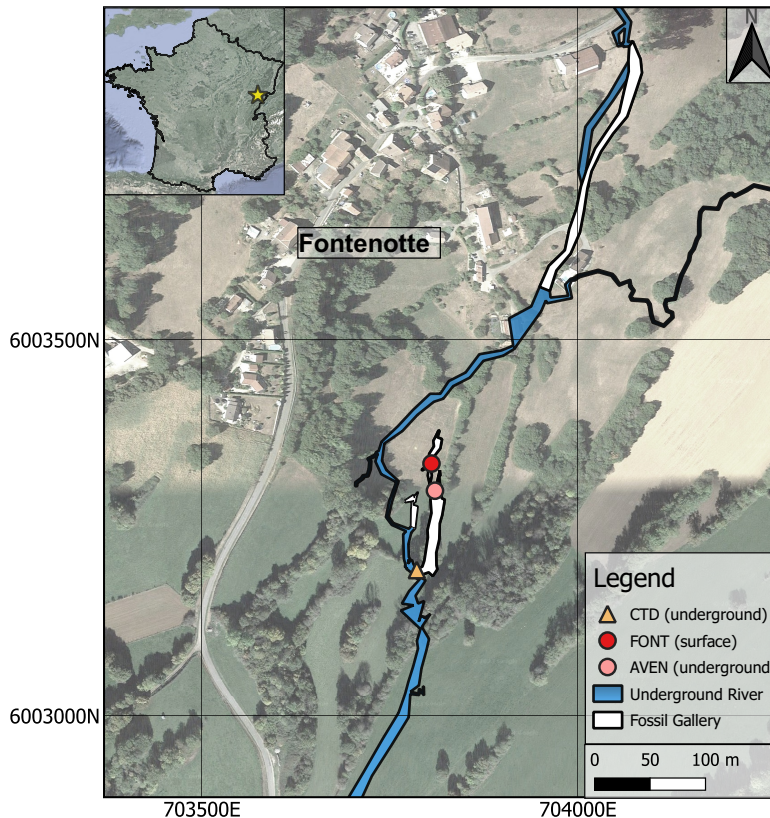 N
Fontenotte
6003500N
6003000N
703500E
704000E
Legend
CTD (underground)
FONT (surface)
AVEN (underground
Underground River
Fossil Gallery
0 50 100 m